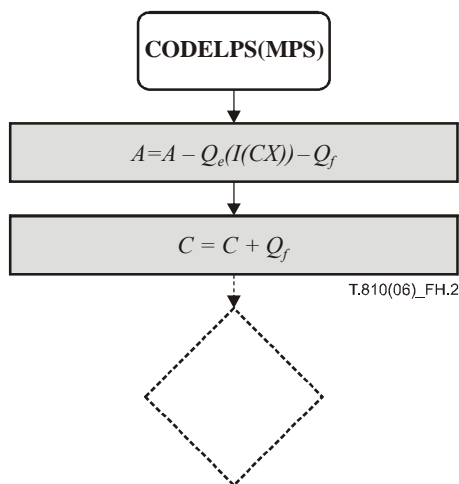 CODELPS(MPS)
A=A – Qe(I(CX)) – Qf
C = C + Qf
T.810(06)_FH.2